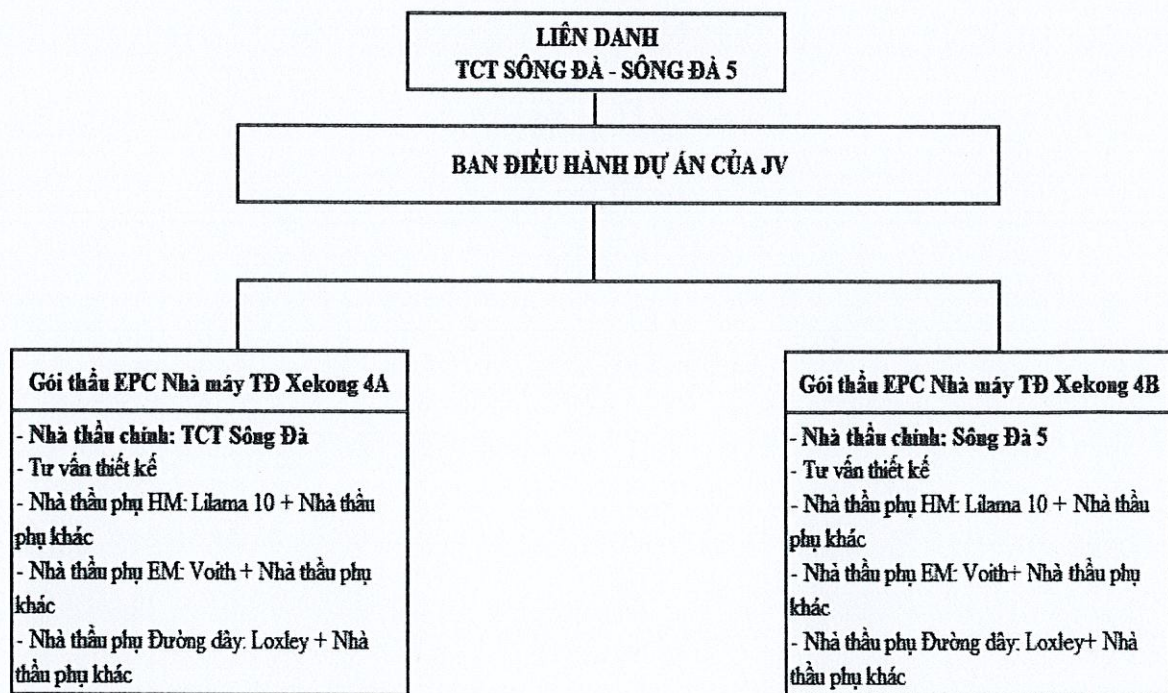 LIÊN DANH
TCT SÔNG ĐÀ - SÔNG ĐÀ 5
BAN ĐIỀU HÀNH DỰ ÁN CỦA JV
Gói thầu EPC Nhà máy TĐ Xekong 4A
- Nhà thầu chính: TCT Sông Đà
- Tư vấn thiết kế
- Nhà thầu phụ HM: Lilama 10 + Nhà thầu
phụ khác
- Nhà thầu phụ EM: Voith + Nhà thầu phụ
khác
- Nhà thầu phụ Đường dây: Loxley + Nhà
thầu phụ khác
Gói thầu EPC Nhà máy TĐ Xekong 4B
- Nhà thầu chính: Sông Đà 5
- Tư vấn thiết kế
- Nhà thầu phụ HM: Lilama 10 + Nhà thầu
phụ khác
- Nhà thầu phụ EM: Voith+ Nhà thầu phụ
khác
- Nhà thầu phụ Đường dây: Loxley+ Nhà
thầu phụ khác